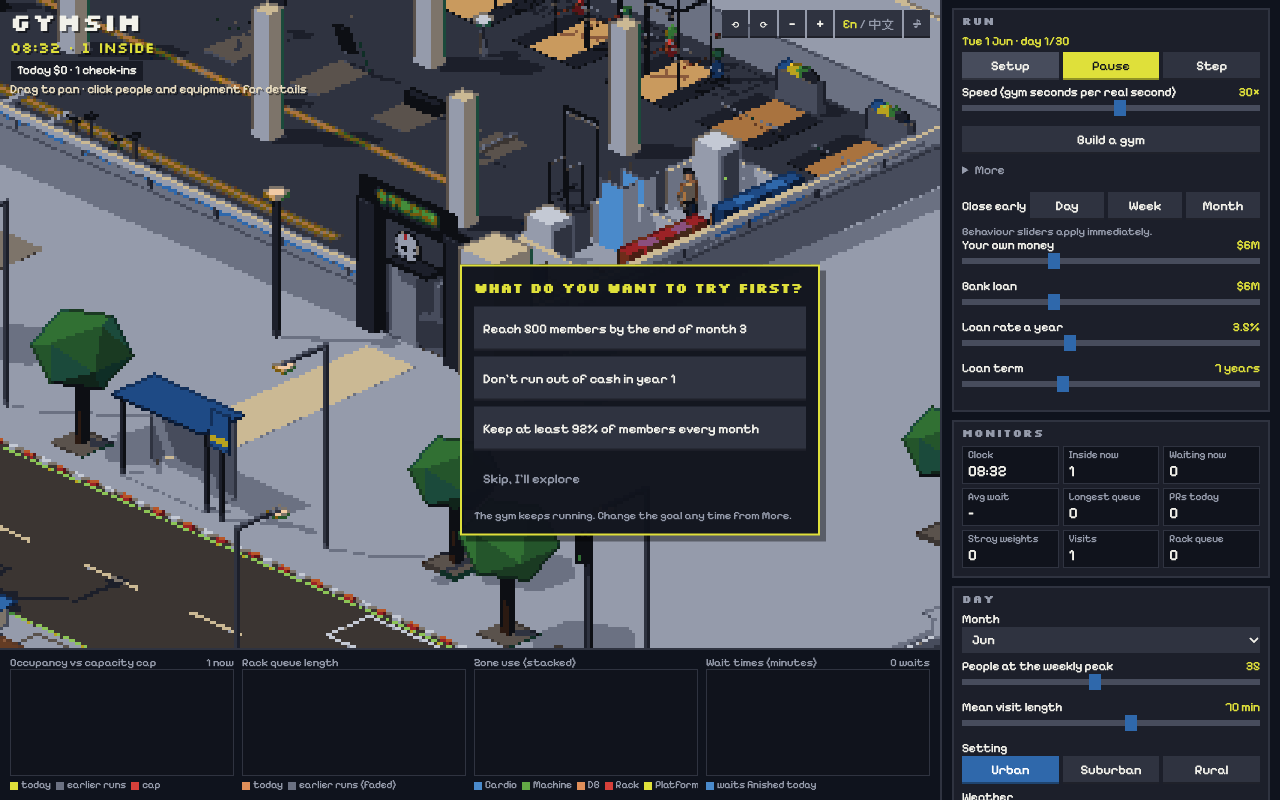 GYMSIM
08:32 · 1 INSIDE
Today $0 · 1 check-ins
Drag to pan · click people and equipment for details
En / 中文
WHAT DO YOU WANT TO TRY FIRST?
Reach 800 members by the end of month 3
Don't run out of cash in year 1
Keep at least 92% of members every month
Skip, I'll explore
The gym keeps running. Change the goal any time from More.
Occupancy vs capacity cap 1 now
today earlier runs cap
Rack queue length
today earlier runs (faded)
Zone use (stacked)
Cardio Machine DB Rack Platform
Wait times (minutes) 0 waits
waits finished today
RUN
Tue 1 Jun · day 1/30
Setup Pause Step
Speed (gym seconds per real second) 30×
Build a gym
More
Close early Day Week Month
Behaviour sliders apply immediately.
Your own money $6M
Bank loan $6M
Loan rate a year 3.8%
Loan term 7 years
MONITORS
Clock Inside now Waiting now
08:32 1 0
Avg wait Longest queue PRs today
- 0 0
Stray weights Visits Rack queue
0 1 0
DAY
Month
Jun
People at the weekly peak 38
Mean visit length 70 min
Setting
Urban Suburban Rural
Weather